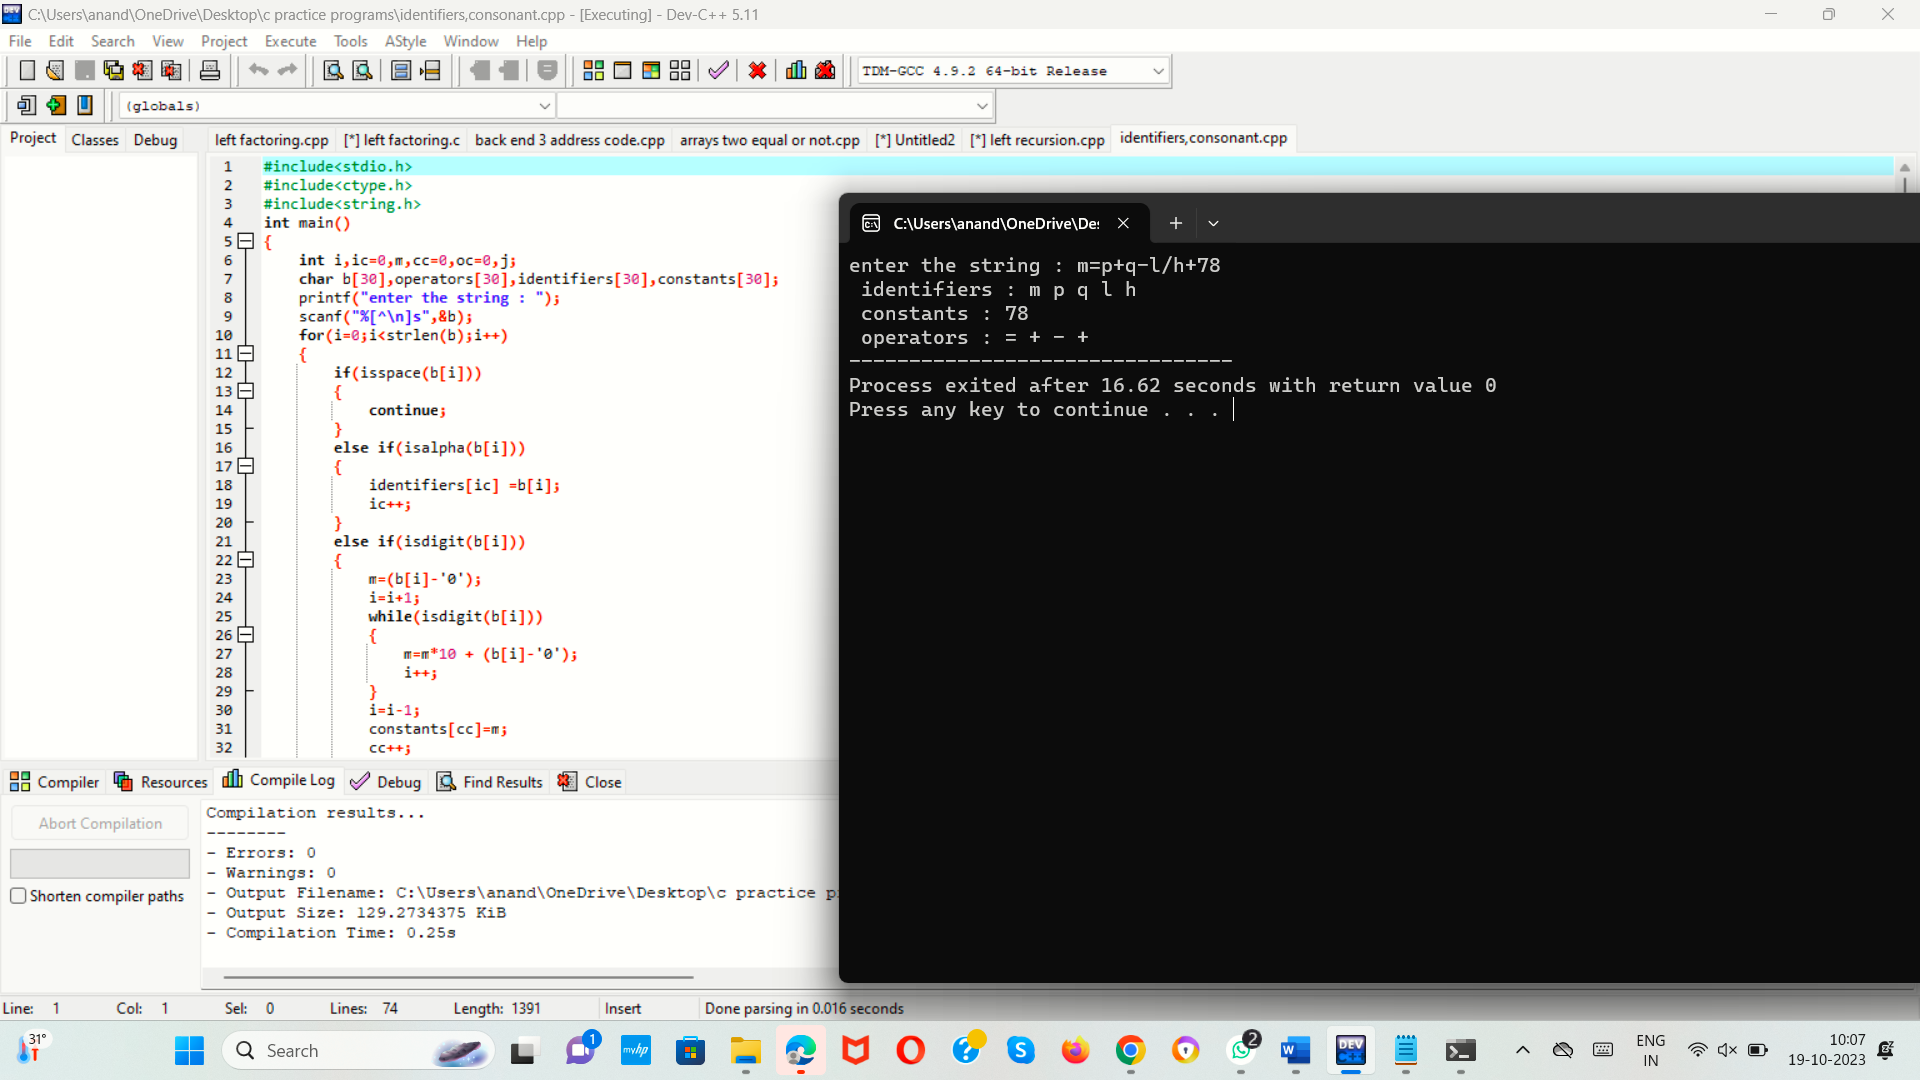 C:\Users\anand\OneDrive\Desktop\c practice programs\identifiers,consonant.cpp - [Executing] - Dev-C++ 5.11
File Edit Search View Project Execute Tools AStyle Window Help
TDM-GCC 4.9.2 64-bit Release
(globals)
Project Classes Debug
left factoring.cpp [*] left factoring.c back end 3 address code.cpp arrays two equal or not.cpp [*] Untitled2 [*] left recursion.cpp identifiers,consonant.cpp
1 #include<stdio.h>
2 #include<ctype.h>
3 #include<string.h>
4 int main()
5 {
6 int i,ic=0,m,cc=0,oc=0,j;
7 char b[30],operators[30],identifiers[30],constants[30];
8 printf("enter the string : ");
9 scanf("%[^\n]s",&b);
10 for(i=0;i<strlen(b);i++)
11 {
12 if(isspace(b[i]))
13 {
14 continue;
15 }
16 else if(isalpha(b[i]))
17 {
18 identifiers[ic] =b[i];
19 ic++;
20 }
21 else if(isdigit(b[i]))
22 {
23 m=(b[i]-'0');
24 i=i+1;
25 while(isdigit(b[i]))
26 {
27 m=m*10 + (b[i]-'0');
28 i++;
29 }
30 i=i-1;
31 constants[cc]=m;
32 cc++;
C:\Users\anand\OneDrive\Des
enter the string : m=p+q-l/h+78
identifiers : m p q l h
constants : 78
operators : = + - +
--------------------------------
Process exited after 16.62 seconds with return value 0
Press any key to continue . . .
Compiler Resources Compile Log Debug Find Results Close
Abort Compilation
Shorten compiler paths
Compilation results...
--------
- Errors: 0
- Warnings: 0
- Output Filename: C:\Users\anand\OneDrive\Desktop\c practice p
- Output Size: 129.2734375 KiB
- Compilation Time: 0.25s
Line: 1 Col: 1 Sel: 0 Lines: 74 Length: 1391 Insert Done parsing in 0.016 seconds
31°
Search
1
myhp
2
DEV
C++
ENG
IN
10:07
19-10-2023